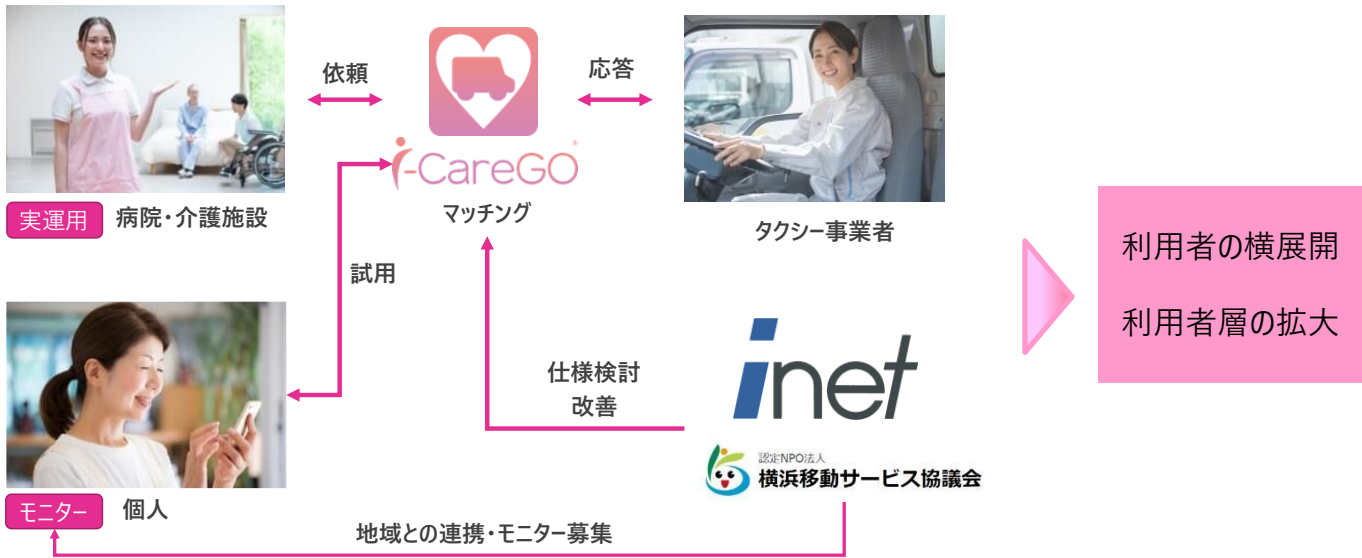 依頼
応答
i-CareGO
マッチング
実運用
病院・介護施設
タクシー事業者
利用者の横展開
利用者層の拡大
試用
inet
仕様検討
改善
認定NPO法人
横浜移動サービス協議会
モニター
個人
地域との連携・モニター募集